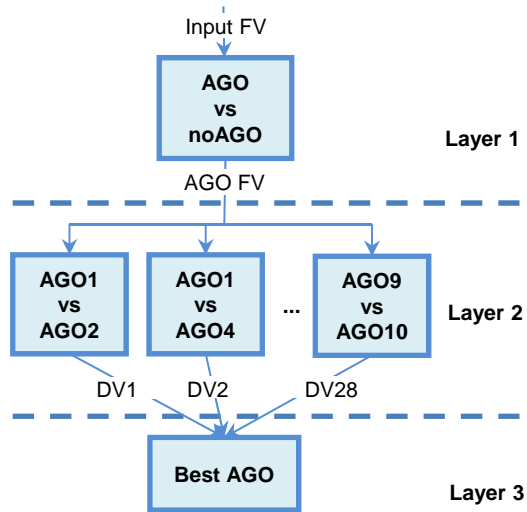 Input FV
AGO
vs
noAGO
Layer 1
AGO FV
AGO1
vs
AGO2
AGO1
vs
AGO4
...
AGO9
vs
AGO10
Layer 2
DV1
DV2
DV28
Best AGO
Layer 3